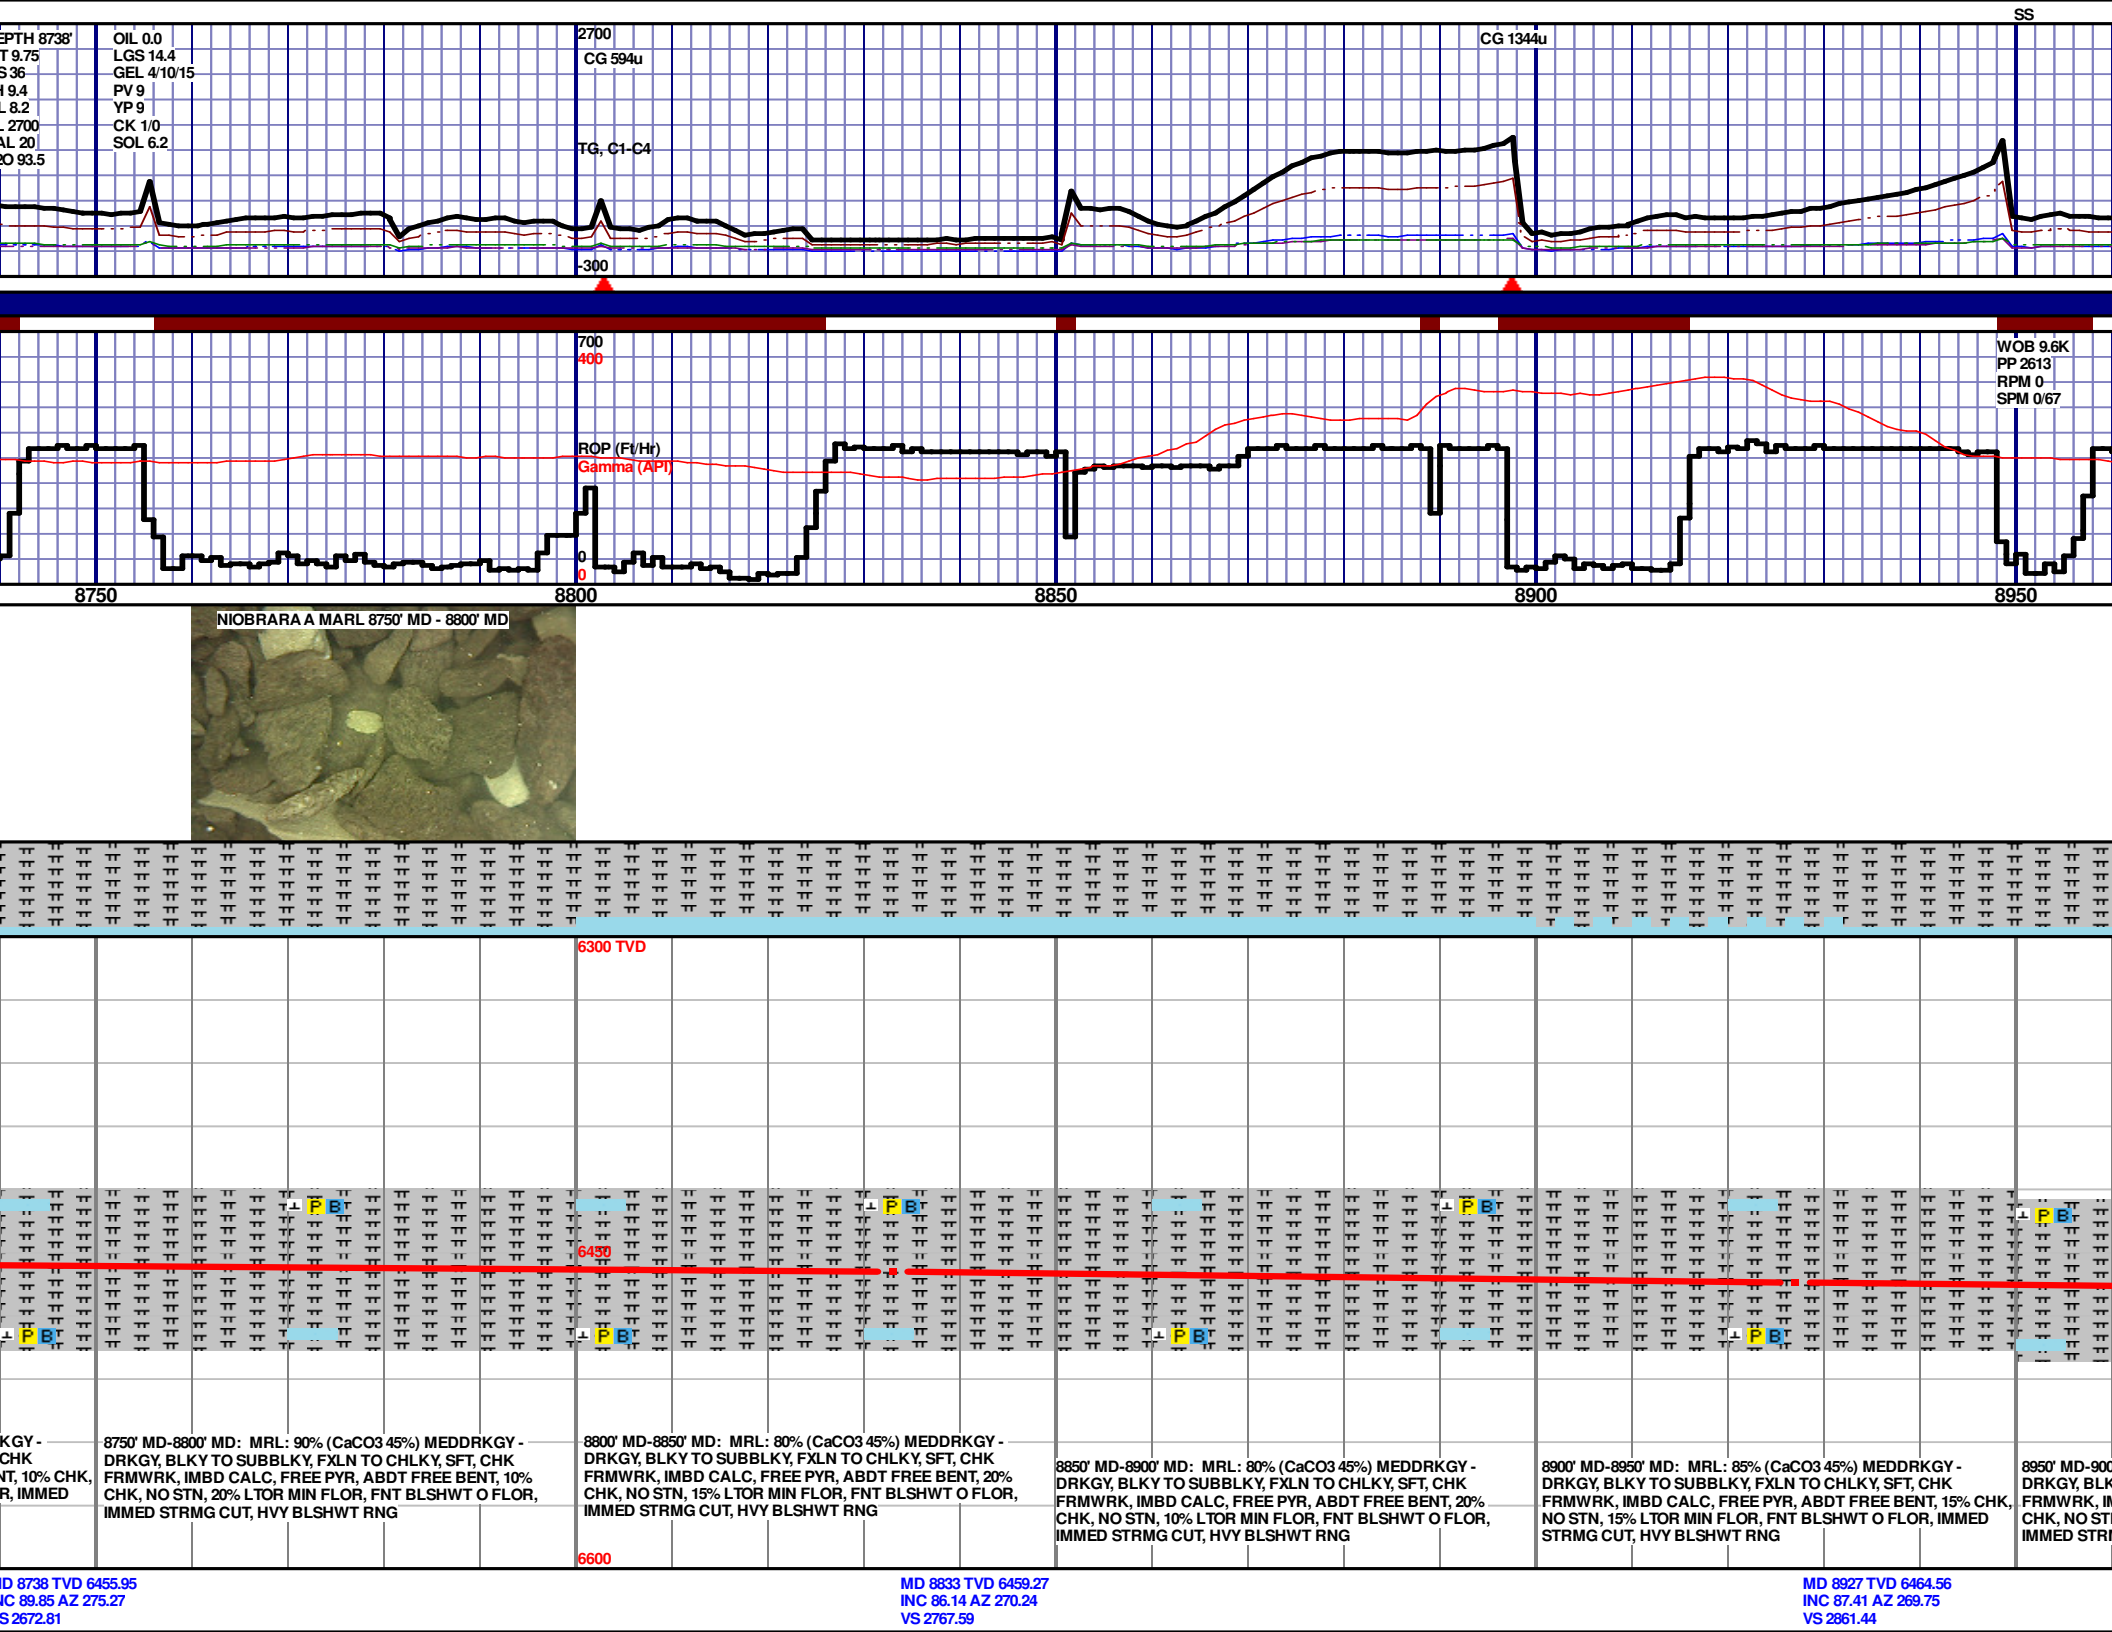 SS
EPTH 8738'
T 9.75
S 36
H 9.4
L 8.2
L 2700
AL 20
2O 93.5
OIL 0.0
LGS 14.4
GEL 4/10/15
PV 9
YP 9
CK 1/0
SOL 6.2
2700
CG 594u
TG, C1-C4
-300
CG 1344u
700
400
ROP (Ft/Hr)
Gamma (API)
0
0
WOB 9.6K
PP 2613
RPM 0
SPM 0/67
8750 8800 8850 8900 8950
NIOBRARA A MARL 8750' MD - 8800' MD
6300 TVD
P B P B P B P B
6450
P B P B P B P B
6600
KGY -
CHK
NT, 10% CHK,
R, IMMED
8750' MD-8800' MD: MRL: 90% (CaCO3 45%) MEDDRKGY -
DRKGY, BLKY TO SUBBLKY, FXLN TO CHLKY, SFT, CHK
FRMWRK, IMBD CALC, FREE PYR, ABDT FREE BENT, 10%
CHK, NO STN, 20% LTOR MIN FLOR, FNT BLSHWT O FLOR,
IMMED STRMG CUT, HVY BLSHWT RNG
8800' MD-8850' MD: MRL: 80% (CaCO3 45%) MEDDRKGY -
DRKGY, BLKY TO SUBBLKY, FXLN TO CHLKY, SFT, CHK
FRMWRK, IMBD CALC, FREE PYR, ABDT FREE BENT, 20%
CHK, NO STN, 15% LTOR MIN FLOR, FNT BLSHWT O FLOR,
IMMED STRMG CUT, HVY BLSHWT RNG
8850' MD-8900' MD: MRL: 80% (CaCO3 45%) MEDDRKGY -
DRKGY, BLKY TO SUBBLKY, FXLN TO CHLKY, SFT, CHK
FRMWRK, IMBD CALC, FREE PYR, ABDT FREE BENT, 20%
CHK, NO STN, 10% LTOR MIN FLOR, FNT BLSHWT O FLOR,
IMMED STRMG CUT, HVY BLSHWT RNG
8900' MD-8950' MD: MRL: 85% (CaCO3 45%) MEDDRKGY -
DRKGY, BLKY TO SUBBLKY, FXLN TO CHLKY, SFT, CHK
FRMWRK, IMBD CALC, FREE PYR, ABDT FREE BENT, 15% CHK,
NO STN, 15% LTOR MIN FLOR, FNT BLSHWT O FLOR, IMMED
STRMG CUT, HVY BLSHWT RNG
8950' MD-900
DRKGY, BLK
FRMWRK, IM
CHK, NO STN
IMMED STRM
ID 8738 TVD 6455.95
NC 89.85 AZ 275.27
S 2672.81
MD 8833 TVD 6459.27
INC 86.14 AZ 270.24
VS 2767.59
MD 8927 TVD 6464.56
INC 87.41 AZ 269.75
VS 2861.44